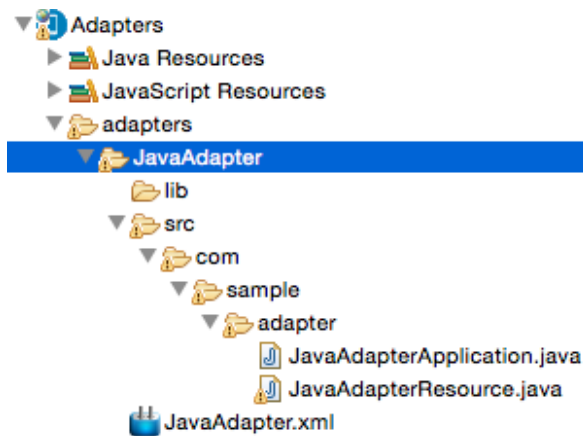 Adapters
Java Resources
JavaScript Resources
adapters
JavaAdapter
lib
src
com
sample
adapter
JavaAdapterApplication.java
JavaAdapterResource.java
JavaAdapter.xml